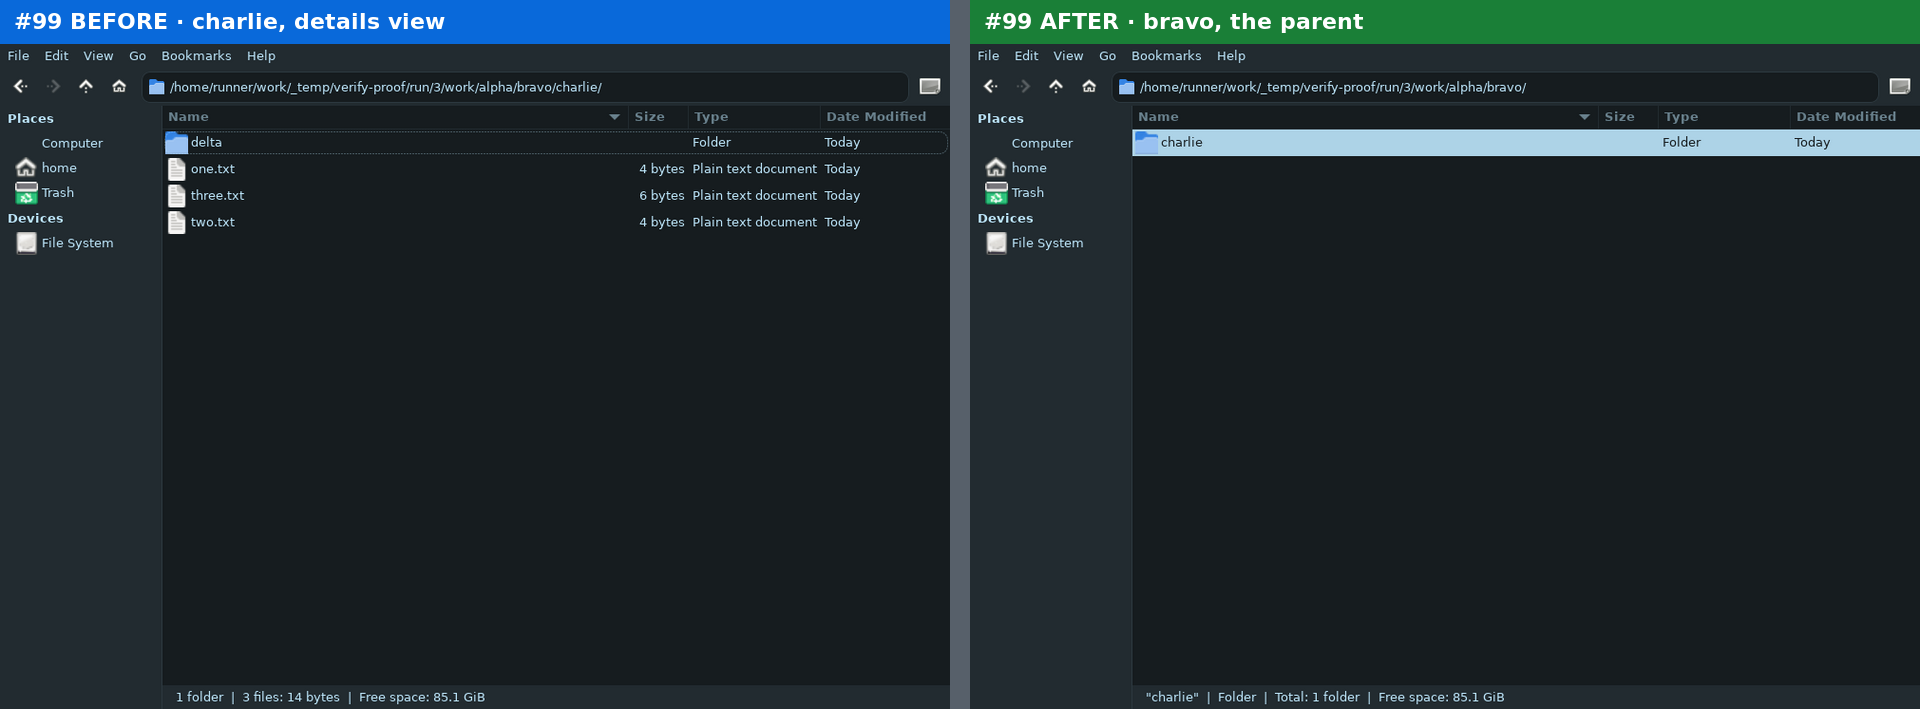 #99 BEFORE · charlie, details view
File Edit View Go Bookmarks Help
/home/runner/work/_temp/verify-proof/run/3/work/alpha/bravo/charlie/
Places
Computer
home
Trash
Devices
File System
Name Size Type Date Modified
delta Folder Today
one.txt 4 bytes Plain text document Today
three.txt 6 bytes Plain text document Today
two.txt 4 bytes Plain text document Today
1 folder | 3 files: 14 bytes | Free space: 85.1 GiB
#99 AFTER · bravo, the parent
File Edit View Go Bookmarks Help
/home/runner/work/_temp/verify-proof/run/3/work/alpha/bravo/
Places
Computer
home
Trash
Devices
File System
Name Size Type Date Modified
charlie Folder Today
"charlie" | Folder | Total: 1 folder | Free space: 85.1 GiB